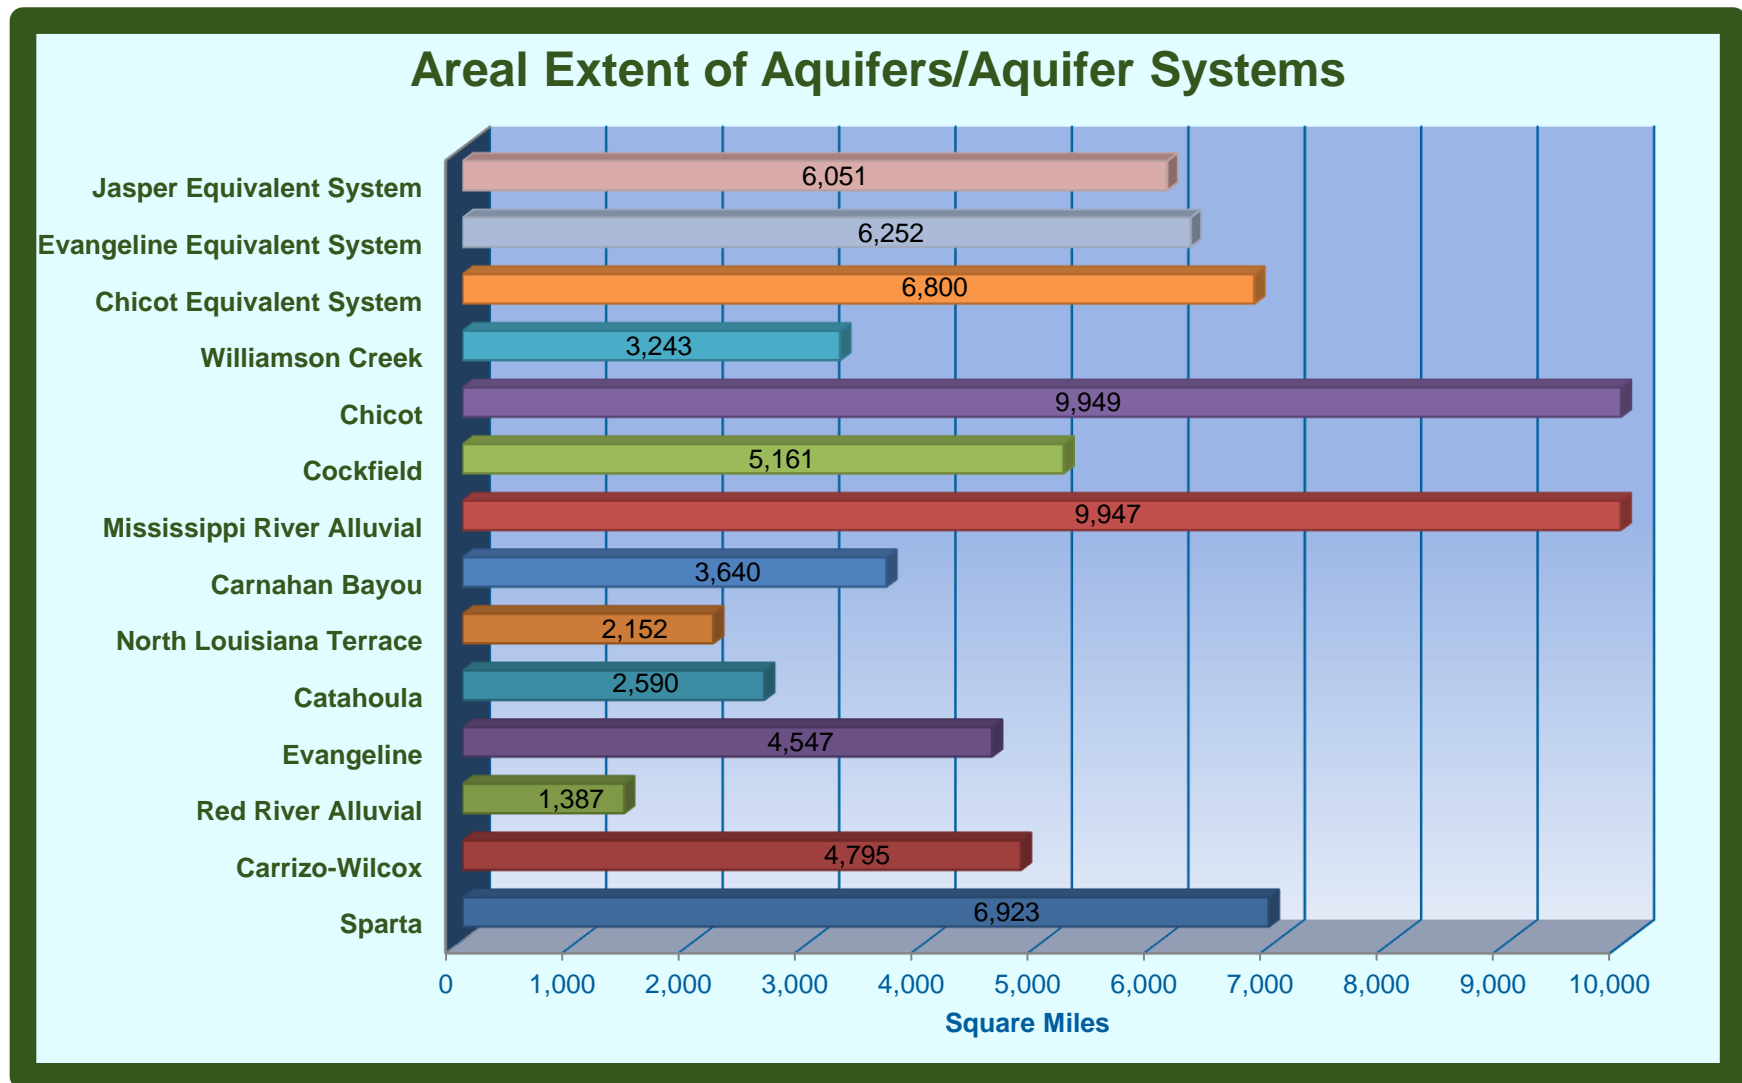 Areal Extent of Aquifers/Aquifer Systems
Jasper Equivalent System 6,051
Evangeline Equivalent System 6,252
Chicot Equivalent System 6,800
Williamson Creek 3,243
Chicot 9,949
Cockfield 5,161
Mississippi River Alluvial 9,947
Carnahan Bayou 3,640
North Louisiana Terrace 2,152
Catahoula 2,590
Evangeline 4,547
Red River Alluvial 1,387
Carrizo-Wilcox 4,795
Sparta 6,923
0 1,000 2,000 3,000 4,000 5,000 6,000 7,000 8,000 9,000 10,000
Square Miles